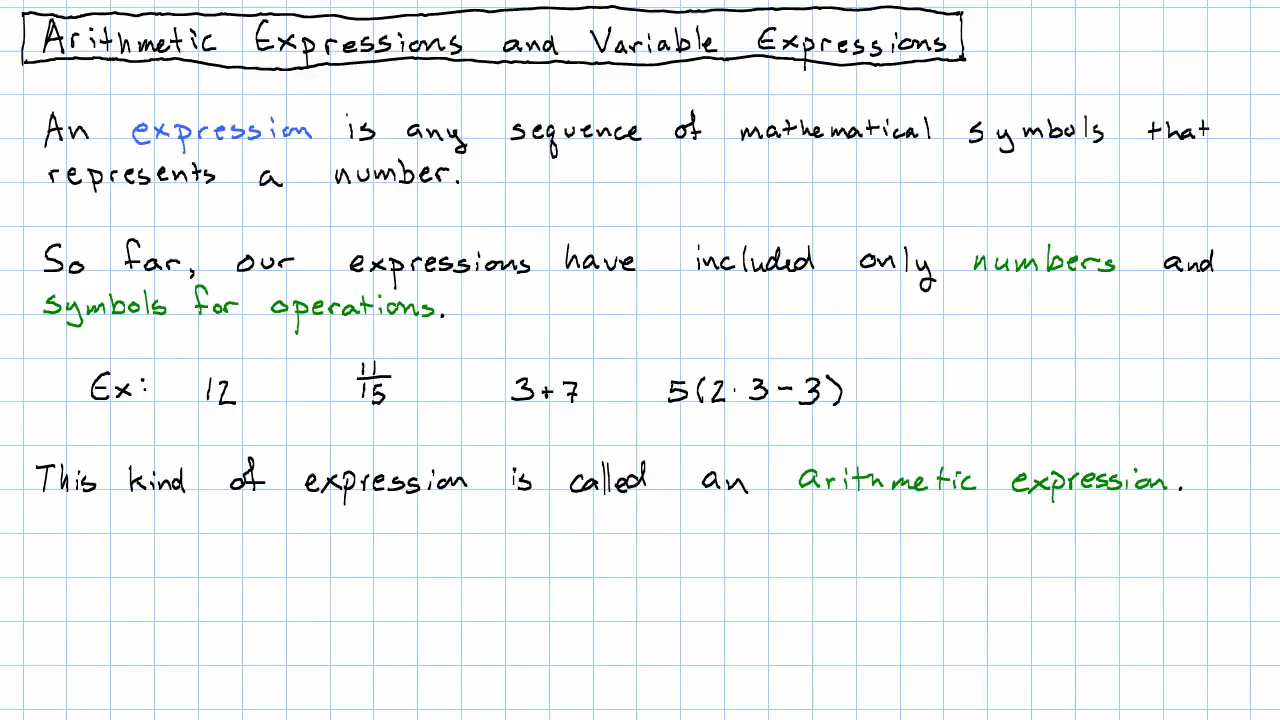 Arithmetic Expressions and Variable Expressions
An expression is any sequence of mathematical symbols that
represents a number.
So far, our expressions have included only numbers and
symbols for operations.
Ex: 12 11/15 3+7 5(2·3-3)
This kind of expression is called an arithmetic expression.